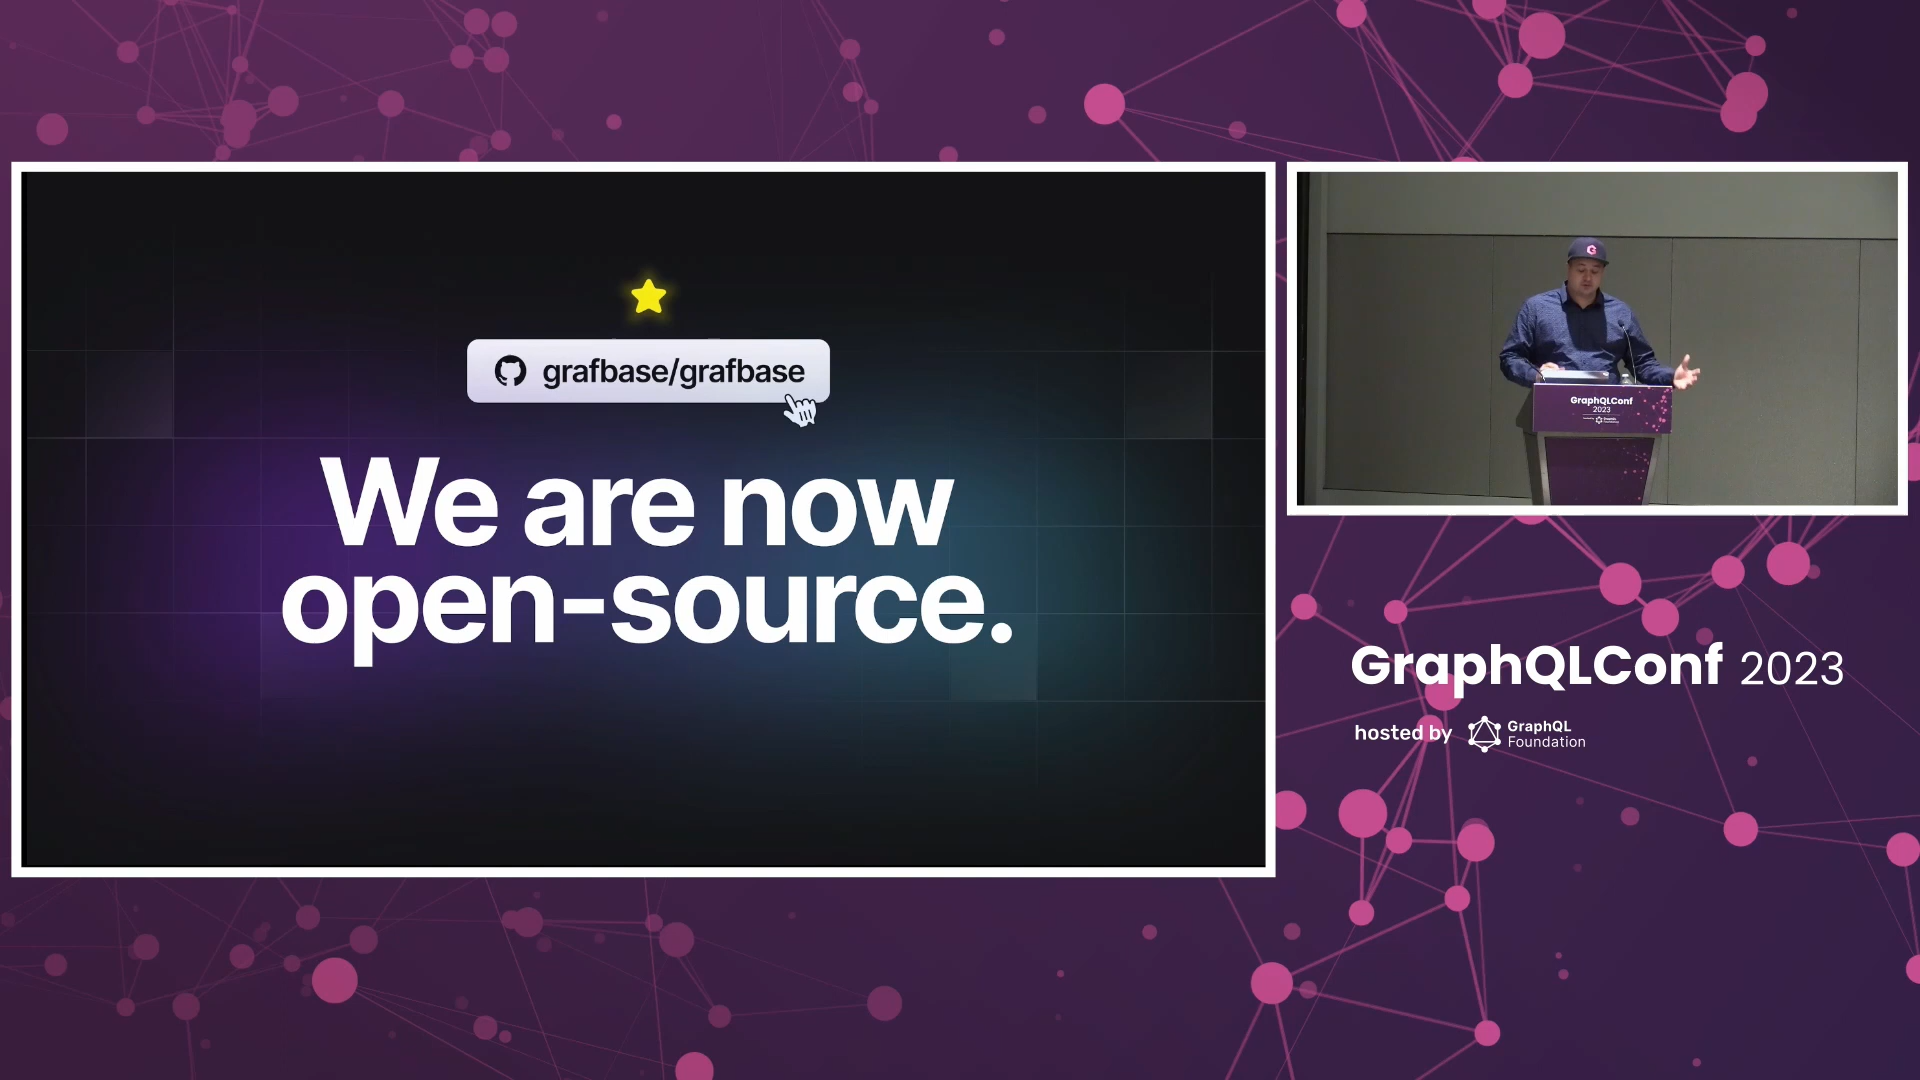 grafbase/grafbase
We are now
open-source.
GraphQLConf
2023
GraphQLConf 2023
hosted by GraphQL
Foundation